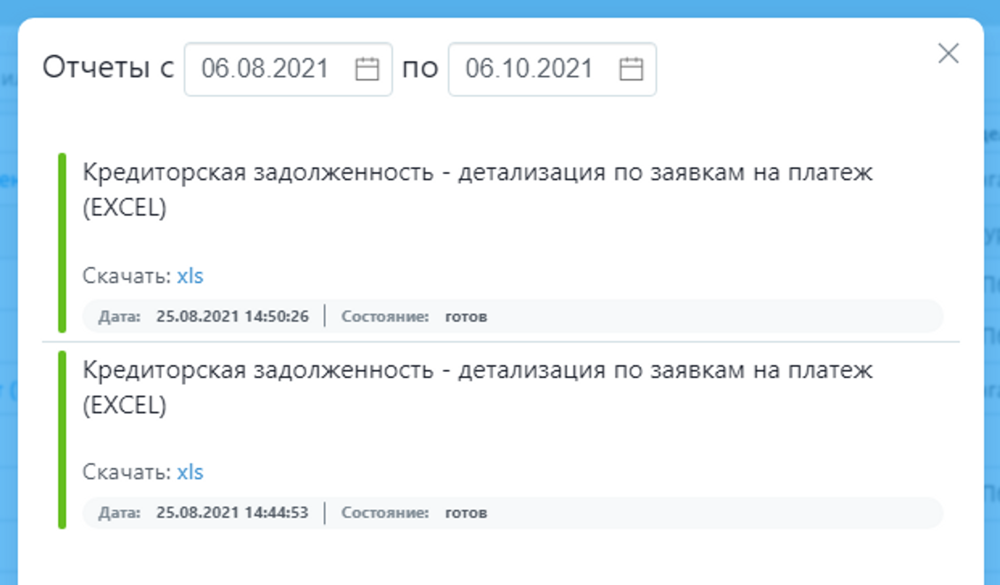 Отчеты с 06.08.2021 по 06.10.2021
Кредиторская задолженность - детализация по заявкам на платеж
(EXCEL)
Скачать: xls
Дата: 25.08.2021 14:50:26 | Состояние: готов
Кредиторская задолженность - детализация по заявкам на платеж
(EXCEL)
Скачать: xls
Дата: 25.08.2021 14:44:53 | Состояние: готов